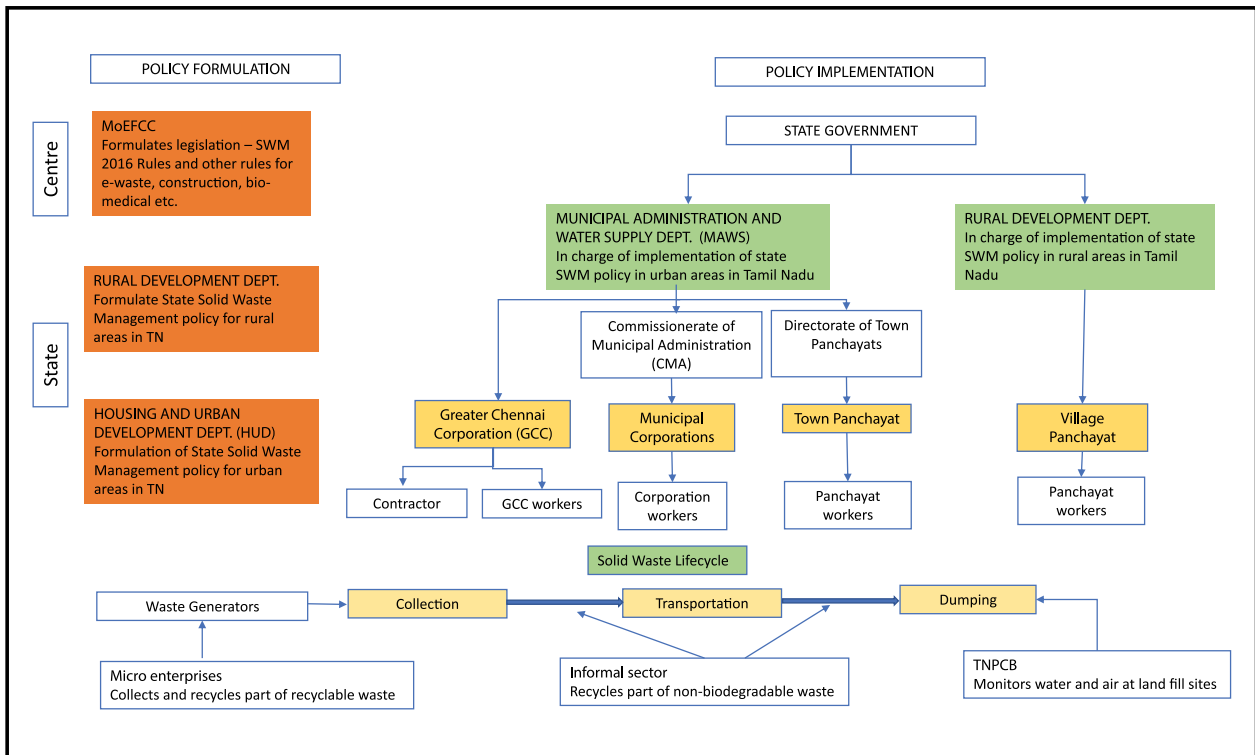 POLICY FORMULATION
POLICY IMPLEMENTATION
Centre
MoEFCC
Formulates legislation – SWM
2016 Rules and other rules for
e-waste, construction, bio-
medical etc.
STATE GOVERNMENT
MUNICIPAL ADMINISTRATION AND
WATER SUPPLY DEPT. (MAWS)
In charge of implementation of state
SWM policy in urban areas in Tamil Nadu
RURAL DEVELOPMENT DEPT.
In charge of implementation of state
SWM policy in rural areas in Tamil
Nadu
State
RURAL DEVELOPMENT DEPT.
Formulate State Solid Waste
Management policy for rural
areas in TN
Commissionerate of
Municipal Administration
(CMA)
Directorate of Town
Panchayats
HOUSING AND URBAN
DEVELOPMENT DEPT. (HUD)
Formulation of State Solid Waste
Management policy for urban
areas in TN
Greater Chennai
Corporation (GCC)
Municipal
Corporations
Town Panchayat
Village
Panchayat
Contractor
GCC workers
Corporation
workers
Panchayat
workers
Panchayat
workers
Solid Waste Lifecycle
Waste Generators
Collection
Transportation
Dumping
Micro enterprises
Collects and recycles part of recyclable waste
Informal sector
Recycles part of non-biodegradable waste
TNPCB
Monitors water and air at land fill sites